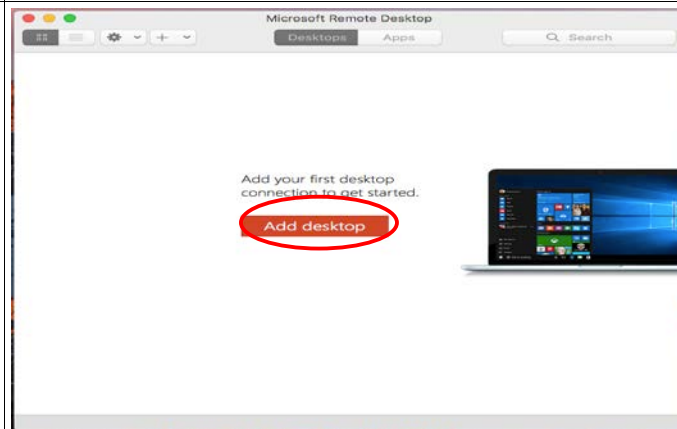 Microsoft Remote Desktop
Desktops Apps
Search
Add your first desktop
connection to get started.
Add desktop